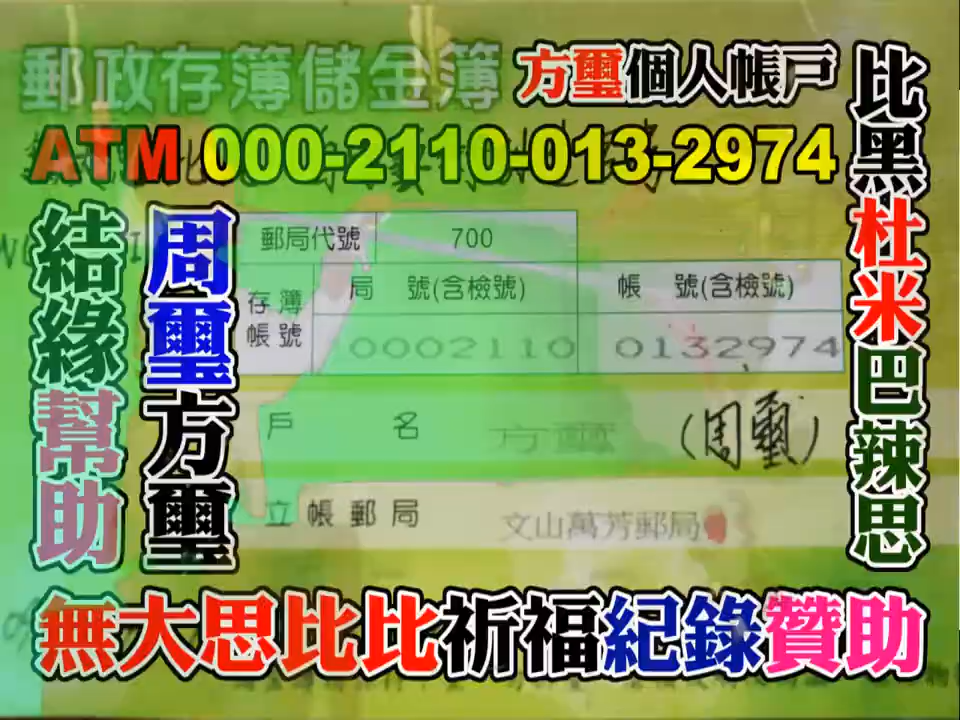 郵政存簿儲金簿 方璽個人帳戶
ATM 000-2110-013-2974
比黑杜米巴辣思
結緣幫助
周璽方璽
郵局代號 700
存簿帳號 局 號(含檢號) 帳 號(含檢號)
0002110 0132974
戶 名 方璽 (周璽)
立帳郵局 文山萬芳郵局
無大思比比祈福紀錄贊助